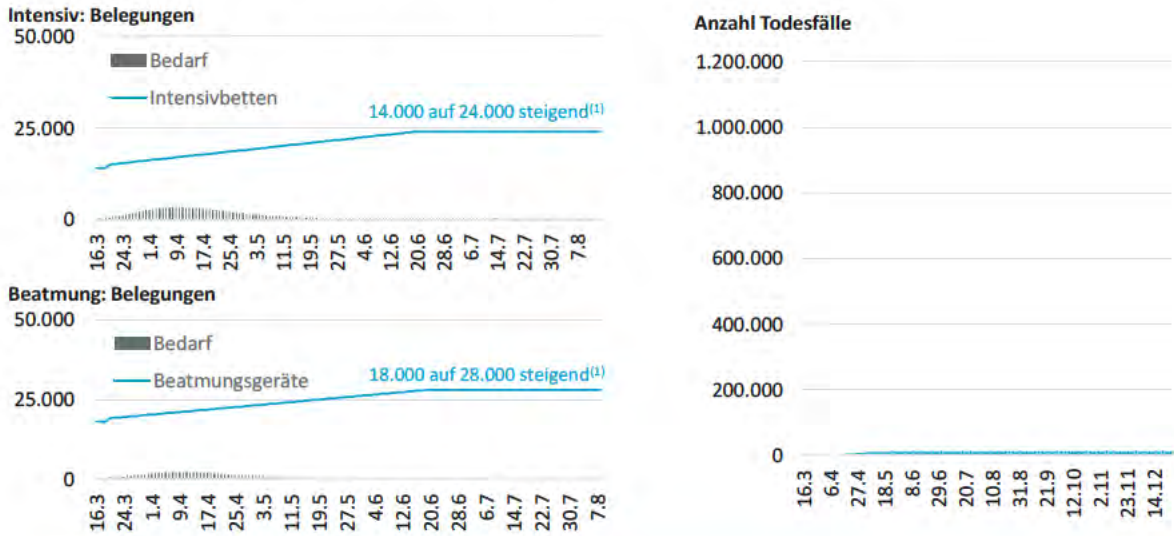 Intensiv: Belegungen
50.000
Bedarf
Intensivbetten
14.000 auf 24.000 steigend(1)
25.000
0
16.3 24.3 1.4 9.4 17.4 25.4 3.5 11.5 19.5 27.5 4.6 12.6 20.6 28.6 6.7 14.7 22.7 30.7 7.8
Beatmung: Belegungen
50.000
Bedarf
Beatmungsgeräte
18.000 auf 28.000 steigend(1)
25.000
0
16.3 24.3 1.4 9.4 17.4 25.4 3.5 11.5 19.5 27.5 4.6 12.6 20.6 28.6 6.7 14.7 22.7 30.7 7.8
Anzahl Todesfälle
1.200.000
1.000.000
800.000
600.000
400.000
200.000
0
16.3 6.4 27.4 18.5 8.6 29.6 20.7 10.8 31.8 21.9 12.10 2.11 23.11 14.12